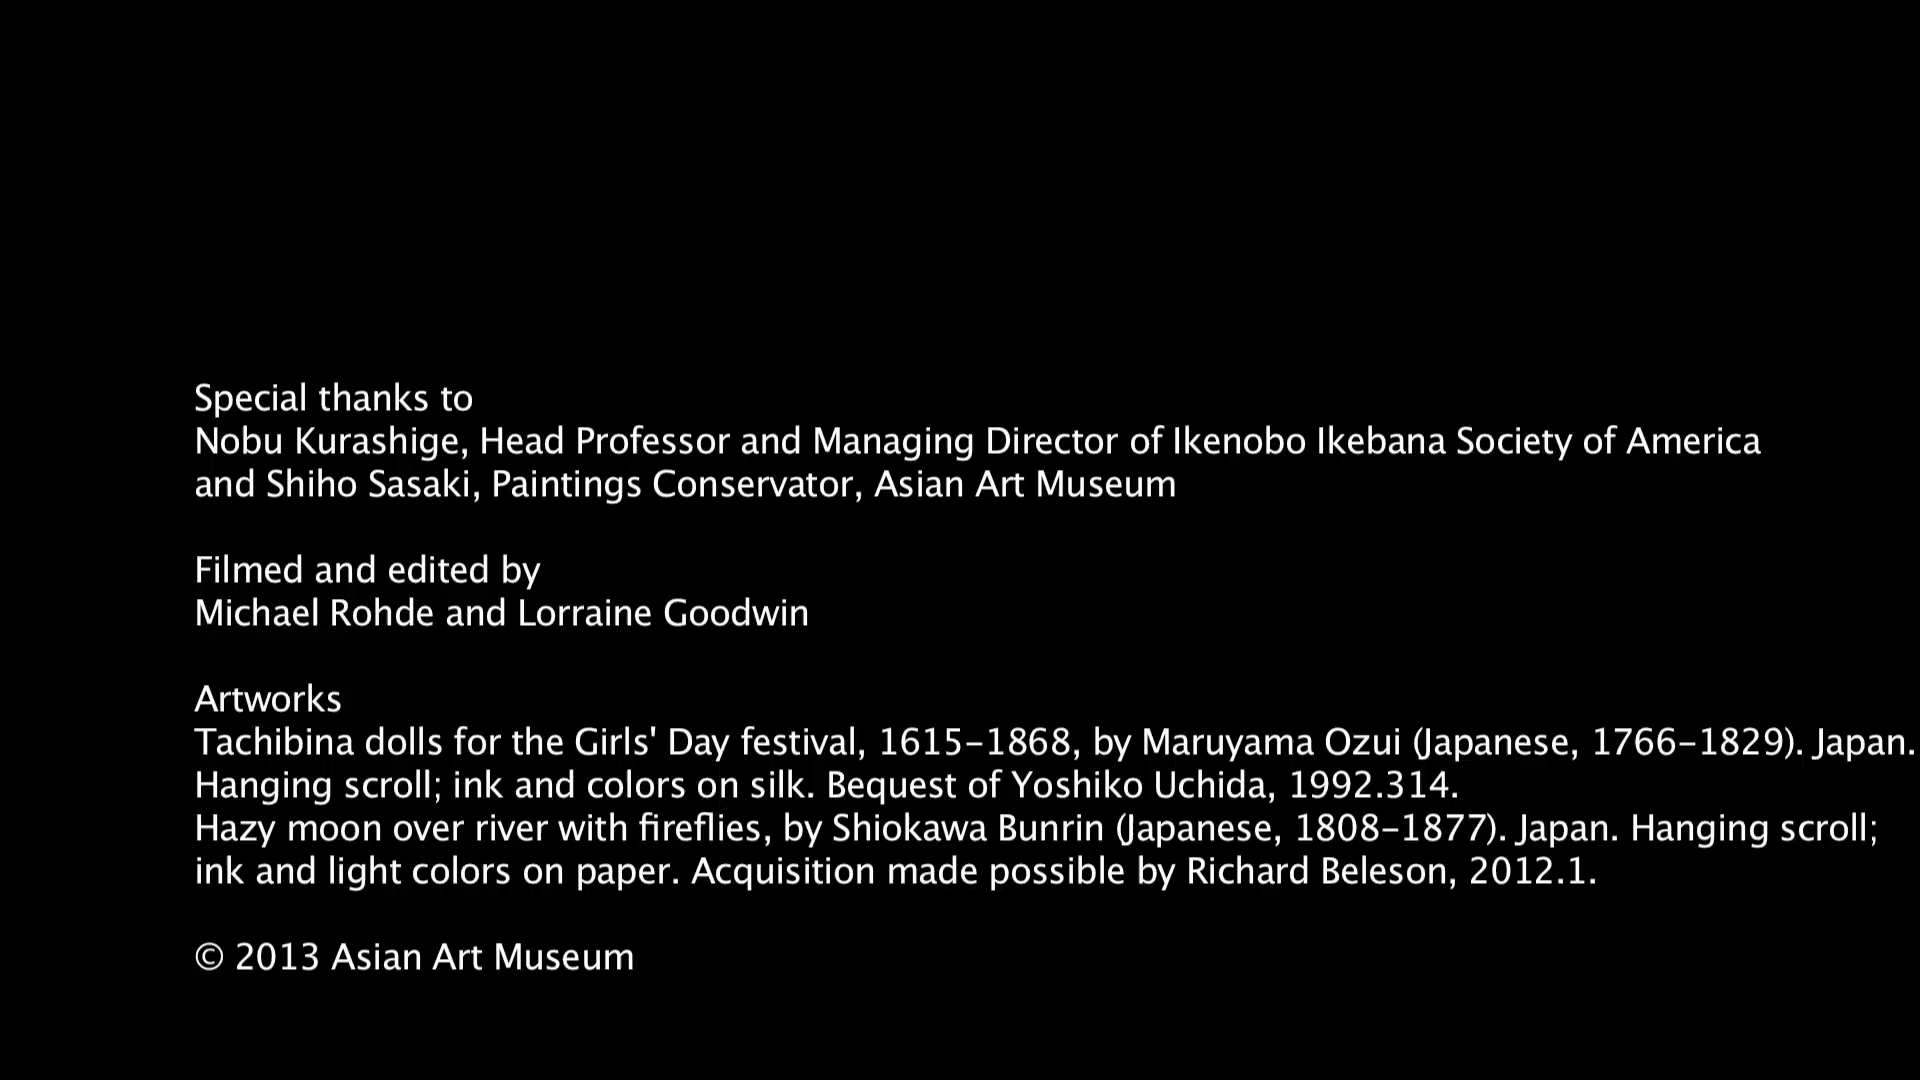 Special thanks to
Nobu Kurashige, Head Professor and Managing Director of Ikenobo Ikebana Society of America
and Shiho Sasaki, Paintings Conservator, Asian Art Museum
Filmed and edited by
Michael Rohde and Lorraine Goodwin
Artworks
Tachibina dolls for the Girls' Day festival, 1615-1868, by Maruyama Ozui (Japanese, 1766-1829). Japan.
Hanging scroll; ink and colors on silk. Bequest of Yoshiko Uchida, 1992.314.
Hazy moon over river with fireflies, by Shiokawa Bunrin (Japanese, 1808-1877). Japan. Hanging scroll;
ink and light colors on paper. Acquisition made possible by Richard Beleson, 2012.1.
© 2013 Asian Art Museum